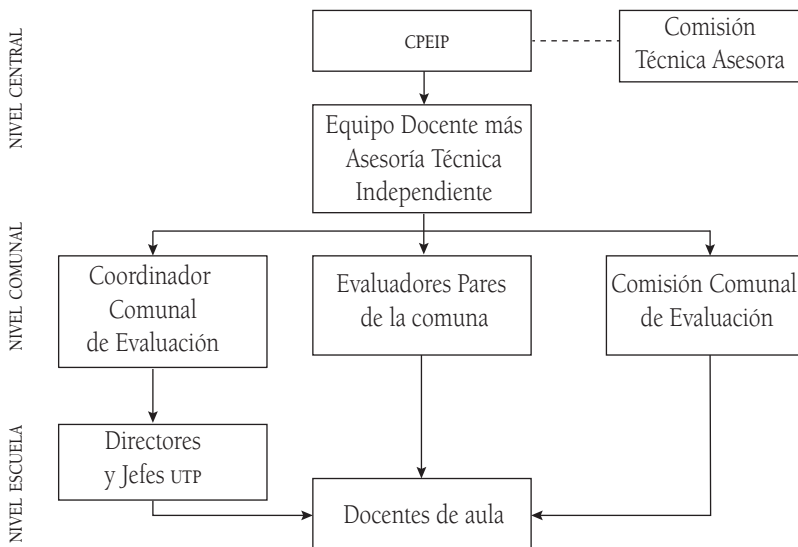 NIVEL CENTRAL
CPEIP
Comisión
Técnica Asesora
Equipo Docente más
Asesoría Técnica
Independiente
NIVEL COMUNAL
Coordinador
Comunal
de Evaluación
Evaluadores Pares
de la comuna
Comisión Comunal
de Evaluación
NIVEL ESCUELA
Directores
y Jefes UTP
Docentes de aula